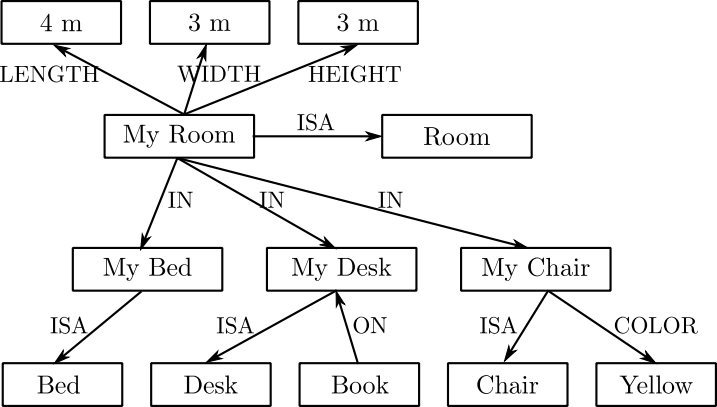 4 m
3 m
3 m
LENGTH
WIDTH
HEIGHT
My Room
ISA
Room
IN
IN
IN
My Bed
My Desk
My Chair
ISA
ISA
ON
ISA
COLOR
Bed
Desk
Book
Chair
Yellow